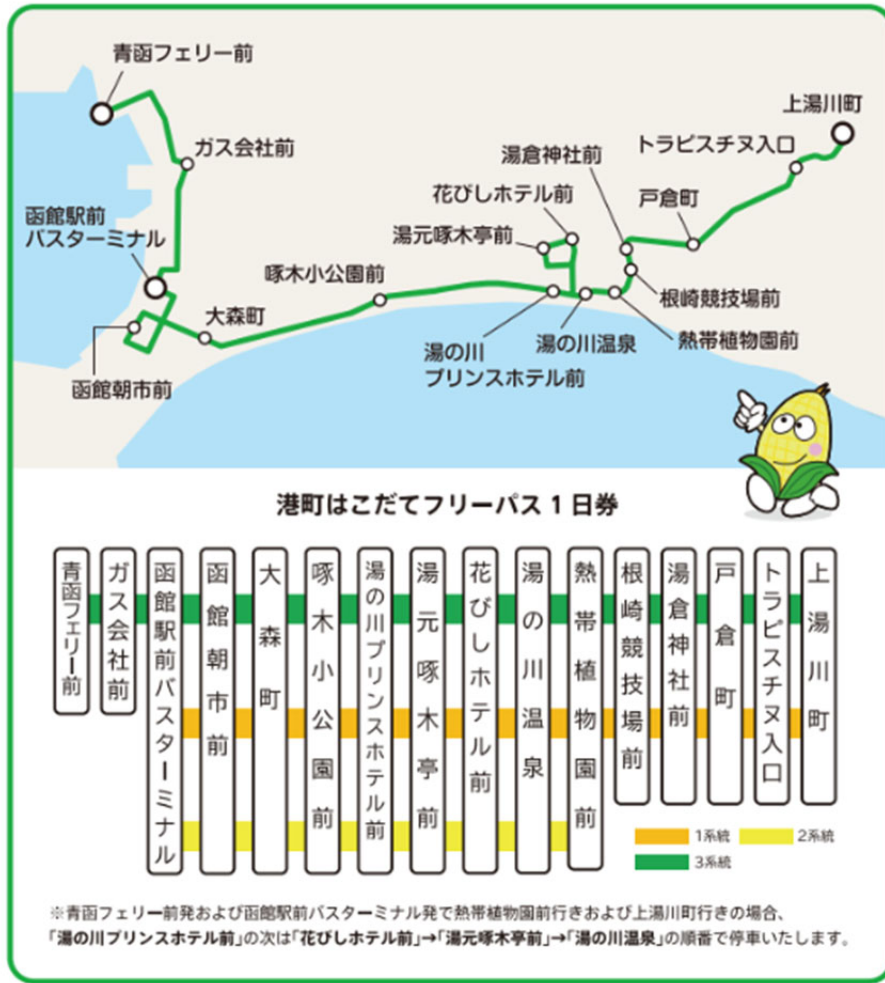 青函フェリー前
上湯川町
ガス会社前
湯倉神社前
トラピスチヌ入口
花びしホテル前
戸倉町
函館駅前
バスターミナル
湯元啄木亭前
啄木小公園前
根崎競技場前
大森町
湯の川
プリンスホテル前
湯の川温泉
熱帯植物園前
函館朝市前
港町はこだてフリーパス1日券
青函フェリー前
ガス会社前
函館駅前バスターミナル
函館朝市前
大森町
啄木小公園前
湯の川プリンスホテル前
湯元啄木亭前
花びしホテル前
湯の川温泉
熱帯植物園前
根崎競技場前
湯倉神社前
戸倉町
トラピスチヌ入口
上湯川町
1系統
2系統
3系統
※青函フェリー前発および函館駅前バスターミナル発で熱帯植物園前行きおよび上湯川町行きの場合、
「湯の川プリンスホテル前」の次は「花びしホテル前」→「湯元啄木亭前」→「湯の川温泉」の順番で停車いたします。